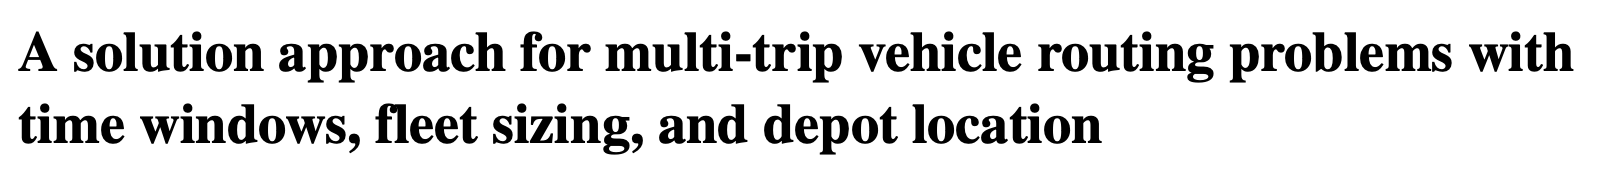 A solution approach for multi-trip vehicle routing problems with
time windows, fleet sizing, and depot location